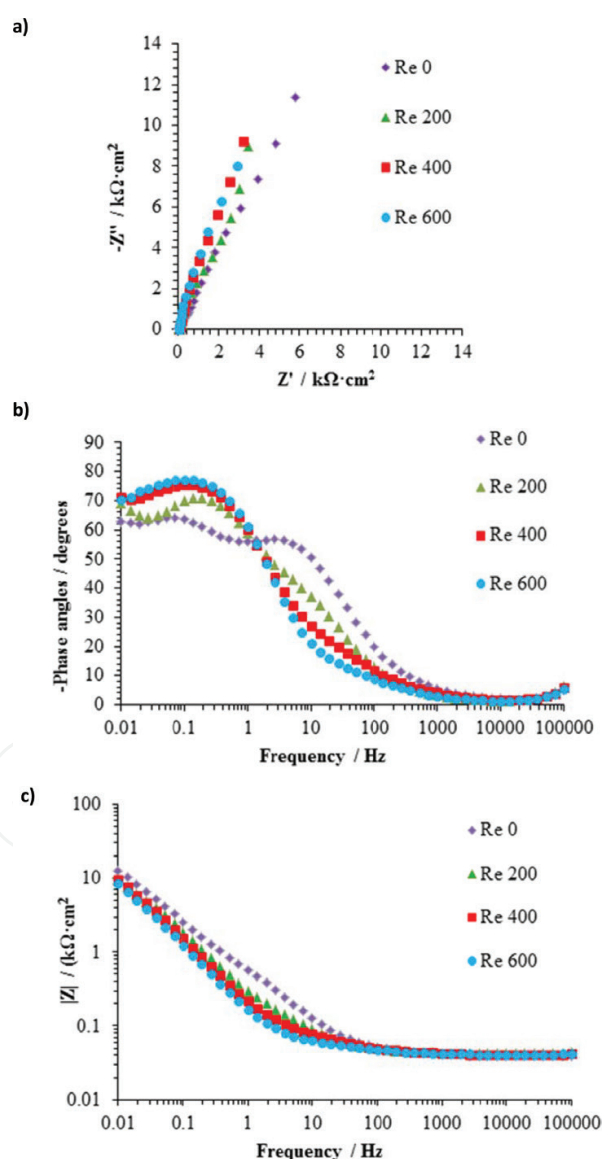 a)
14
12
10
8
6
4
2
0
-Z'' / kΩ·cm²
0 2 4 6 8 10 12 14
Z' / kΩ·cm²
Re 0
Re 200
Re 400
Re 600
b)
90
80
70
60
50
40
30
20
10
0
-Phase angles / degrees
0.01 0.1 1 10 100 1000 10000 100000
Frequency / Hz
Re 0
Re 200
Re 400
Re 600
c)
100
10
1
0.1
0.01
|Z| / (kΩ·cm²
0.01 0.1 1 10 100 1000 10000 100000
Frequency / Hz
Re 0
Re 200
Re 400
Re 600